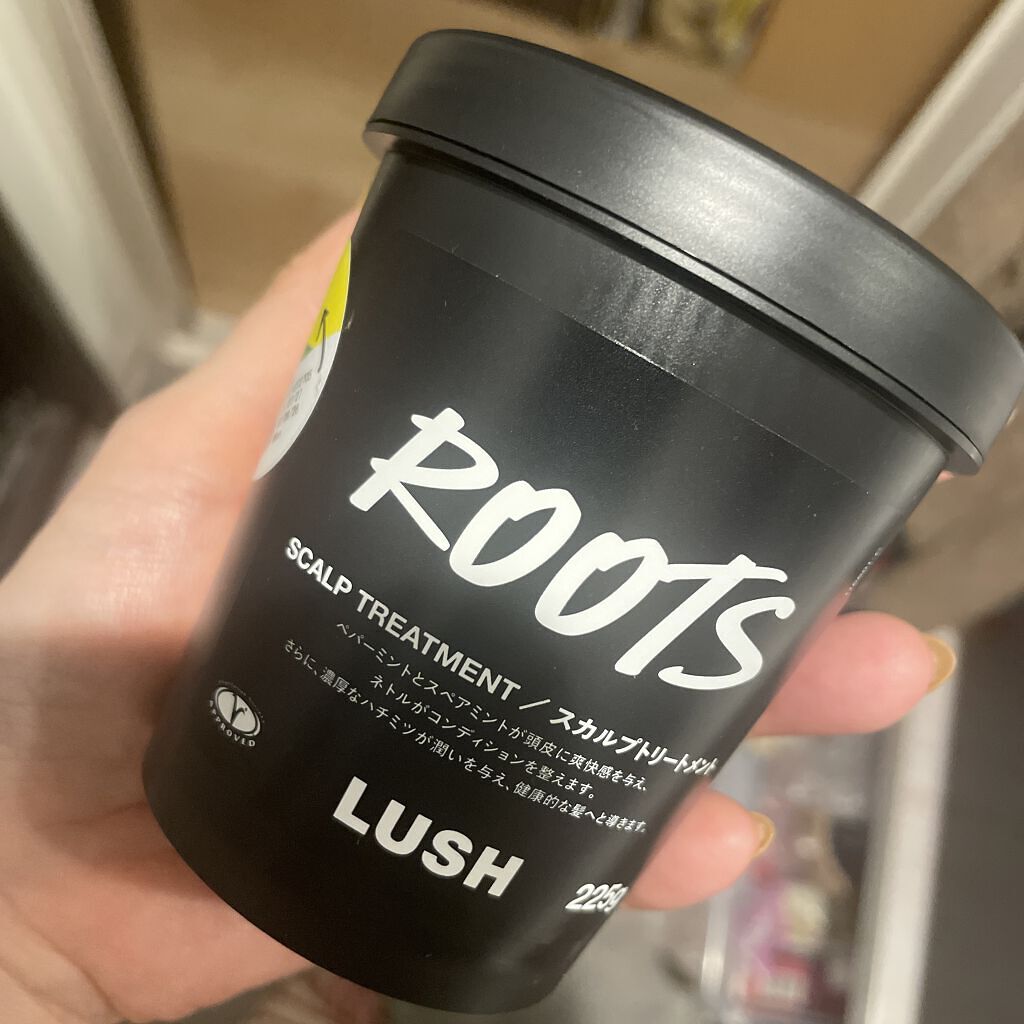 ROOTS
SCALP TREATMENT / スカルプトリートメント
ペパーミントとスペアミントが頭皮に爽快感を与え、
ネトルがコンディションを整えます。
さらに、濃厚なハチミツが潤いを与え、健康的な髪へと導きます。
APPROVED
LUSH
225g